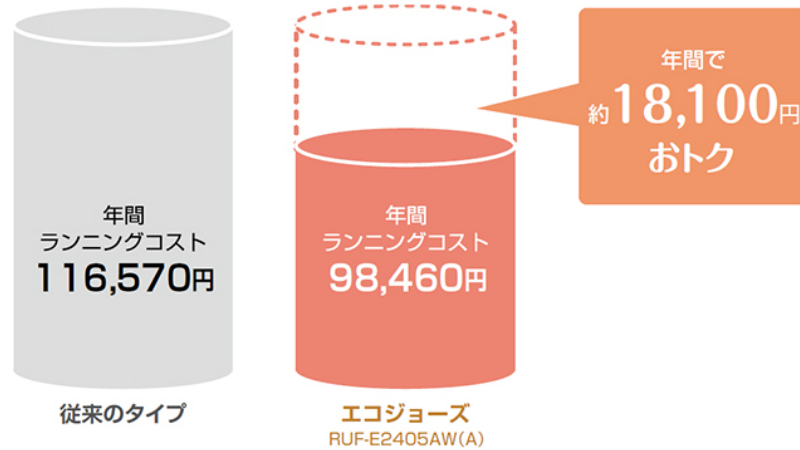 年間
ランニングコスト
116,570円
従来のタイプ
年間
ランニングコスト
98,460円
エコジョーズ
RUF-E2405AW(A)
年間で
約18,100円
おトク